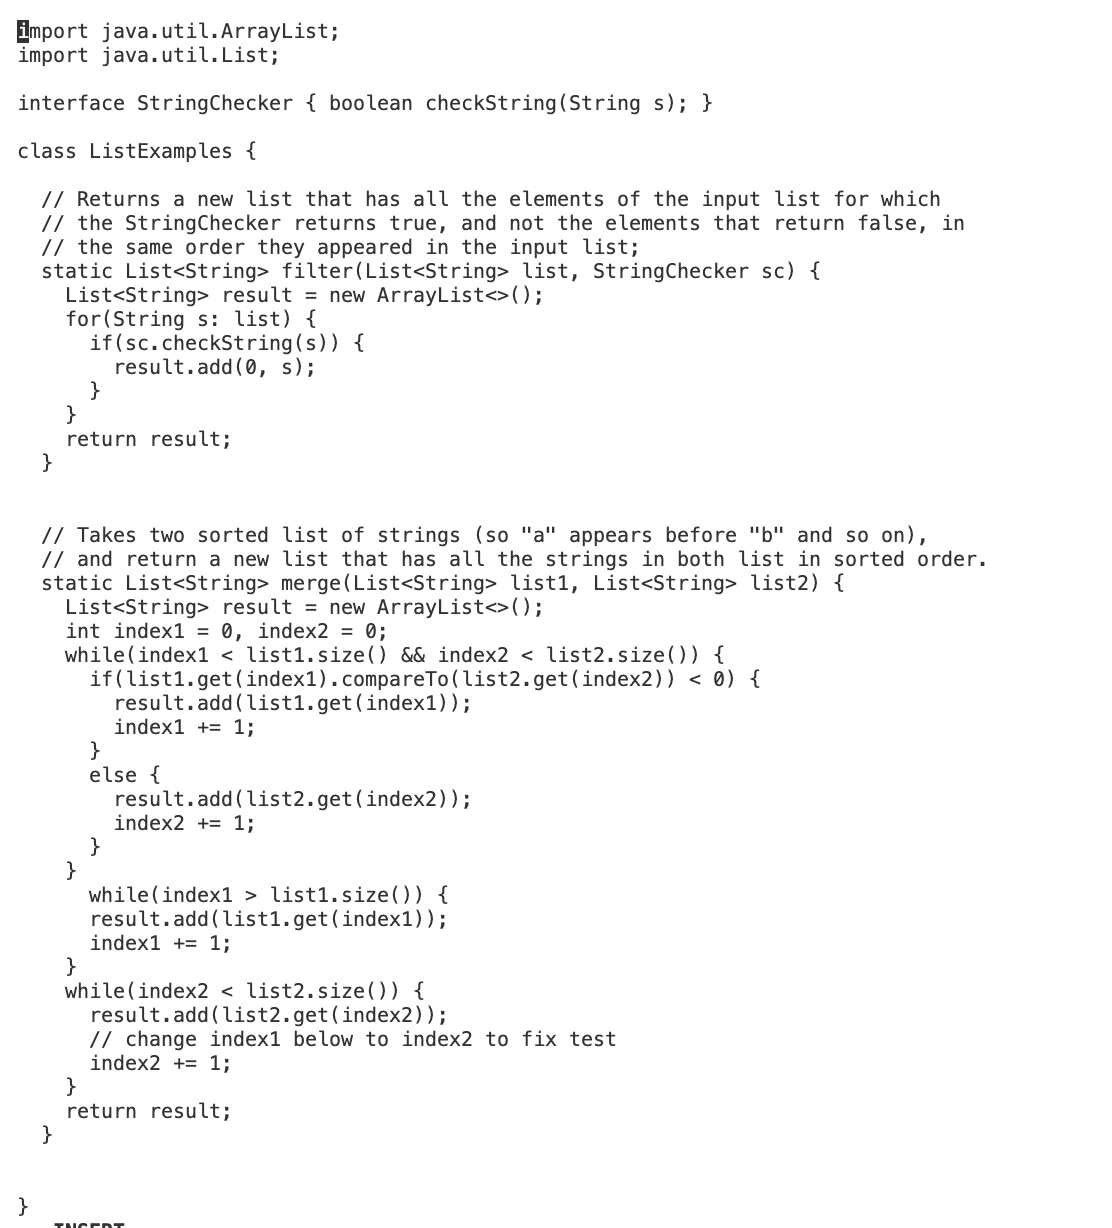 import java.util.ArrayList;
import java.util.List;

interface StringChecker { boolean checkString(String s); }

class ListExamples {

  // Returns a new list that has all the elements of the input list for which
  // the StringChecker returns true, and not the elements that return false, in
  // the same order they appeared in the input list;
  static List<String> filter(List<String> list, StringChecker sc) {
    List<String> result = new ArrayList<>();
    for(String s: list) {
      if(sc.checkString(s)) {
        result.add(0, s);
      }
    }
    return result;
  }


  // Takes two sorted list of strings (so "a" appears before "b" and so on),
  // and return a new list that has all the strings in both list in sorted order.
  static List<String> merge(List<String> list1, List<String> list2) {
    List<String> result = new ArrayList<>();
    int index1 = 0, index2 = 0;
    while(index1 < list1.size() && index2 < list2.size()) {
      if(list1.get(index1).compareTo(list2.get(index2)) < 0) {
        result.add(list1.get(index1));
        index1 += 1;
      }
      else {
        result.add(list2.get(index2));
        index2 += 1;
      }
    }
      while(index1 > list1.size()) {
      result.add(list1.get(index1));
      index1 += 1;
    }
    while(index2 < list2.size()) {
      result.add(list2.get(index2));
      // change index1 below to index2 to fix test
      index2 += 1;
    }
    return result;
  }


}
-- INSERT --